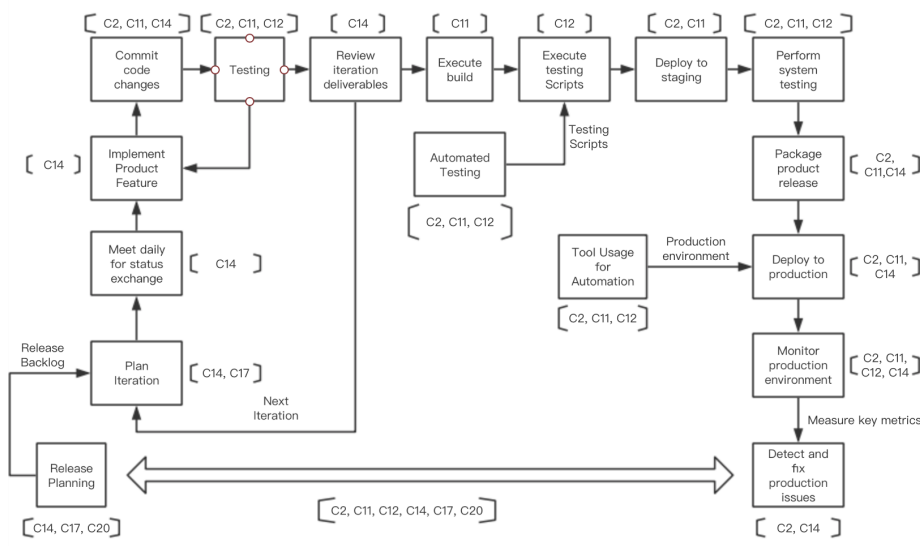 C2, C11, C14
C2, C11, C12
C14
C11
C12
C2, C11
C2, C11, C12
Commit
code
changes
Testing
Review
iteration
deliverables
Execute
build
Execute
testing
Scripts
Deploy to
staging
Perform
system
testing
Testing
Scripts
C14
Implement
Product
Feature
Automated
Testing
Package
product
release
C2,
C11,C14
C2, C11, C12
Meet daily
for status
exchange
C14
Tool Usage
for
Automation
Production
environment
Deploy to
production
C2, C11,
C14
C2, C11, C12
Release
Backlog
Plan
Iteration
C14, C17
Monitor
production
environment
C2, C11,
C12, C14
Next
Iteration
Measure key metrics
Release
Planning
Detect and
fix
production
issues
C2, C11, C12, C14, C17, C20
C14, C17, C20
C2, C14